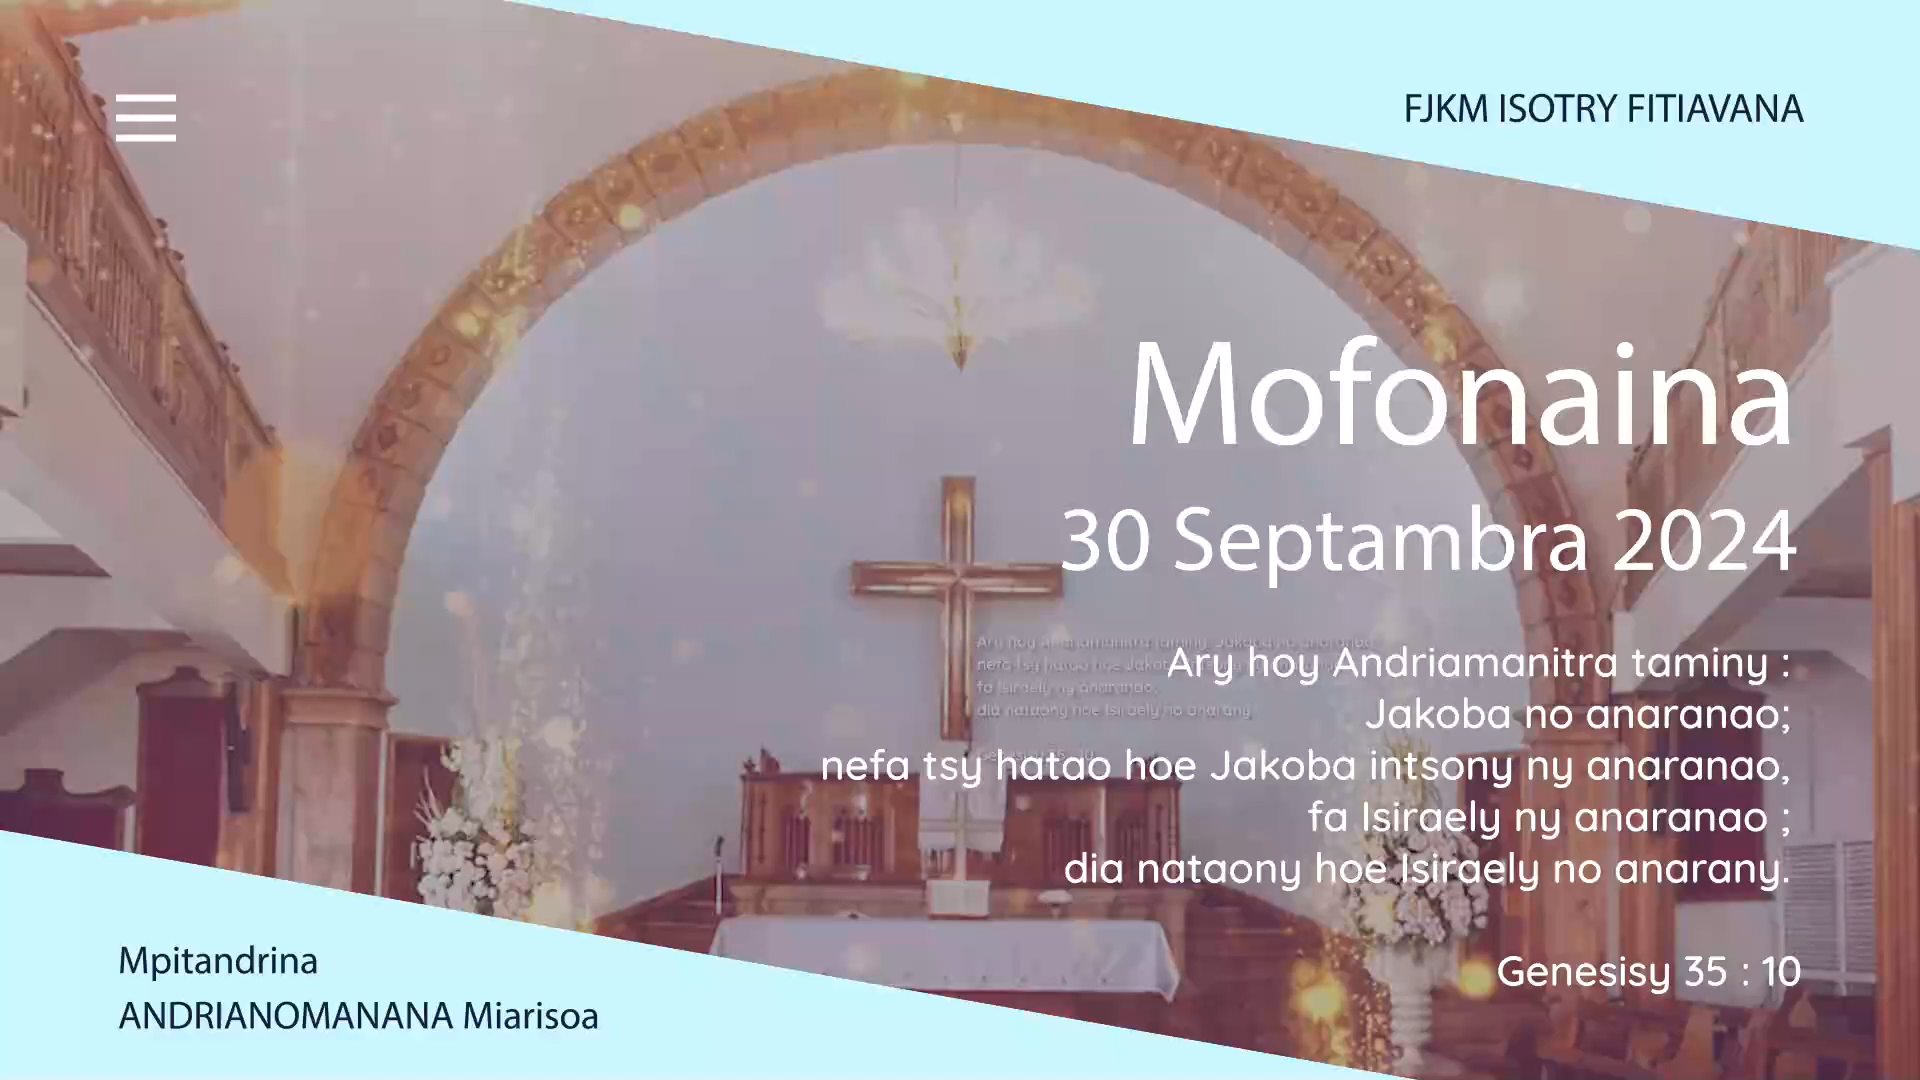 FJKM ISOTRY FITIAVANA
Mofonaina
30 Septambra 2024
Ary hoy Andriamanitra taminy :
Jakoba no anaranao;
nefa tsy hatao hoe Jakoba intsony ny anaranao,
fa Isiraely ny anaranao ;
dia nataony hoe Isiraely no anarany.
Genesisy 35 : 10
Mpitandrina
ANDRIANOMANANA Miarisoa